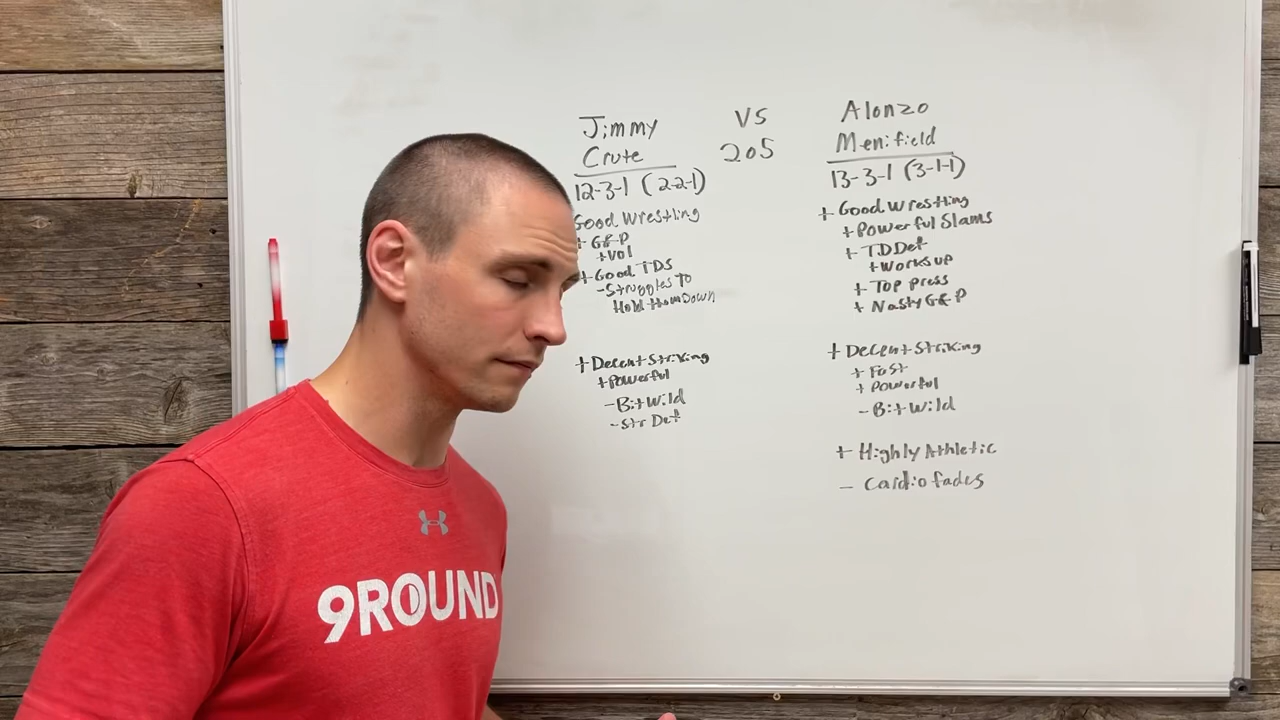 Jimmy
Crute
12-3-1 (2-2-1)
Good Wrestling
+ G&P
+ Vol
+ Good TDS
- Struggles To
Hold Them Down
+ Decent Striking
+ Powerful
- Bit Wild
- Str Def
VS
205
Alonzo
Menifield
13-3-1 (3-1-1)
+ Good Wrestling
+ Powerful Slams
+ TD Def
+ Works up
+ Top press
+ Nasty G&P
+ Decent Striking
+ Fast
+ Powerful
- Bit Wild
+ Highly Athletic
- Cardio fades
9ROUND